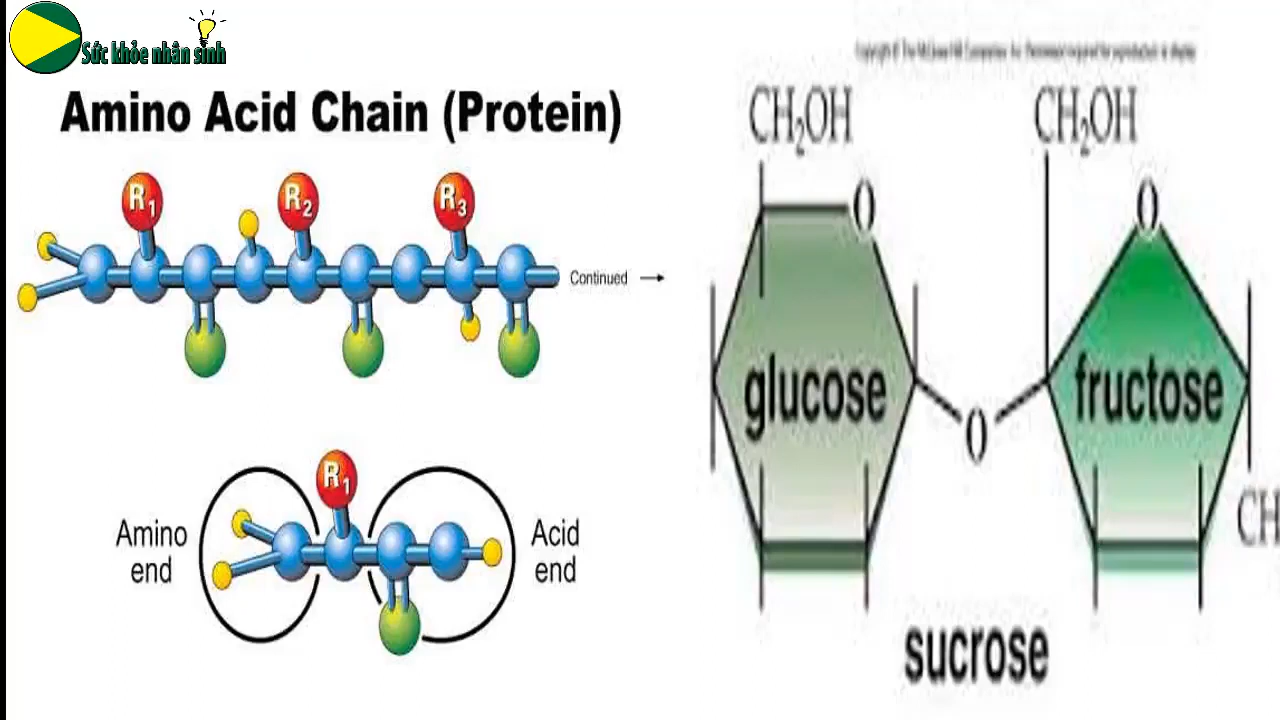 Sức khỏe nhân sinh
Amino Acid Chain (Protein)
R1
R2
R3
Continued
Amino
end
R1
Acid
end
CH2OH
CH2OH
O
O
glucose
fructose
O
CH
sucrose